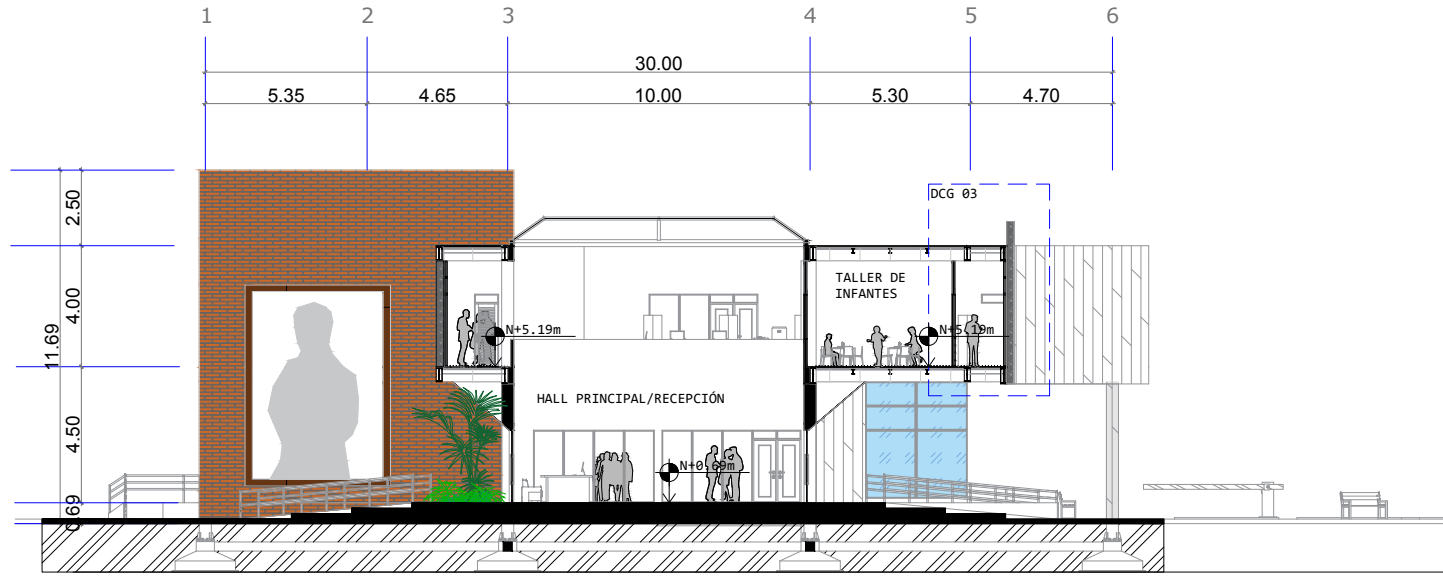 1 2 3 4 5 6
30.00
5.35 4.65 10.00 5.30 4.70
2.50
4.00
11.69
4.50
0.69
DCG 03
TALLER DE
INFANTES
N+5.19m
N+5.19m
HALL PRINCIPAL/RECEPCIÓN
N+0.69m